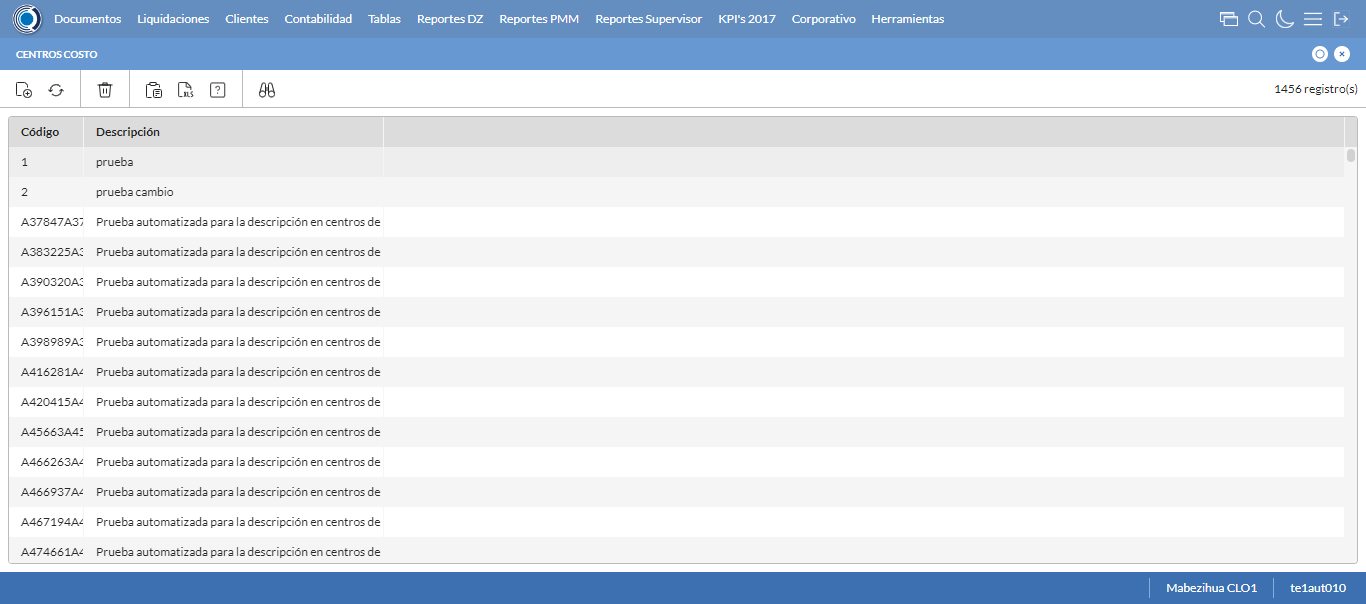 Documentos Liquidaciones Clientes Contabilidad Tablas Reportes DZ Reportes PMM Reportes Supervisor KPI's 2017 Corporativo Herramientas
CENTROS COSTO
XLS ? 1456 registro(s)
Código Descripción
1 prueba
2 prueba cambio
A37847A37 Prueba automatizada para la descripción en centros de
A383225A3 Prueba automatizada para la descripción en centros de
A390320A3 Prueba automatizada para la descripción en centros de
A396151A3 Prueba automatizada para la descripción en centros de
A398989A3 Prueba automatizada para la descripción en centros de
A416281A4 Prueba automatizada para la descripción en centros de
A420415A4 Prueba automatizada para la descripción en centros de
A45663A45 Prueba automatizada para la descripción en centros de
A466263A4 Prueba automatizada para la descripción en centros de
A466937A4 Prueba automatizada para la descripción en centros de
A467194A4 Prueba automatizada para la descripción en centros de
A474661A4 Prueba automatizada para la descripción en centros de
Mabezihua CLO1 te1aut010